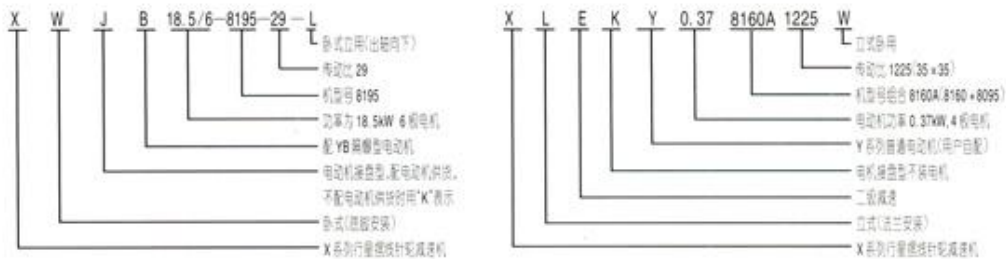 X W J B 18.5/6-8195-29-L
卧式立用(出轴向下)
传动比 29
机型号 8195
功率为 18.5kW 6 极电机
配 YB 隔爆型电动机
电动机接盘型,配电动机供货,
不配电动机供货时用"K"表示
卧式(底脚安装)
X 系列行星摆线针轮减速机
X L E K Y 0.37 8160A 1225 W
立式卧用
传动比 1225(35×35)
机型号组合 8160A(8160+8095)
电动机功率 0.37kW,4 极电机
Y 系列普通电动机(用户自配)
电机接盘型不装电机
二级减速
立式(法兰安装)
X 系列行星摆线针轮减速机